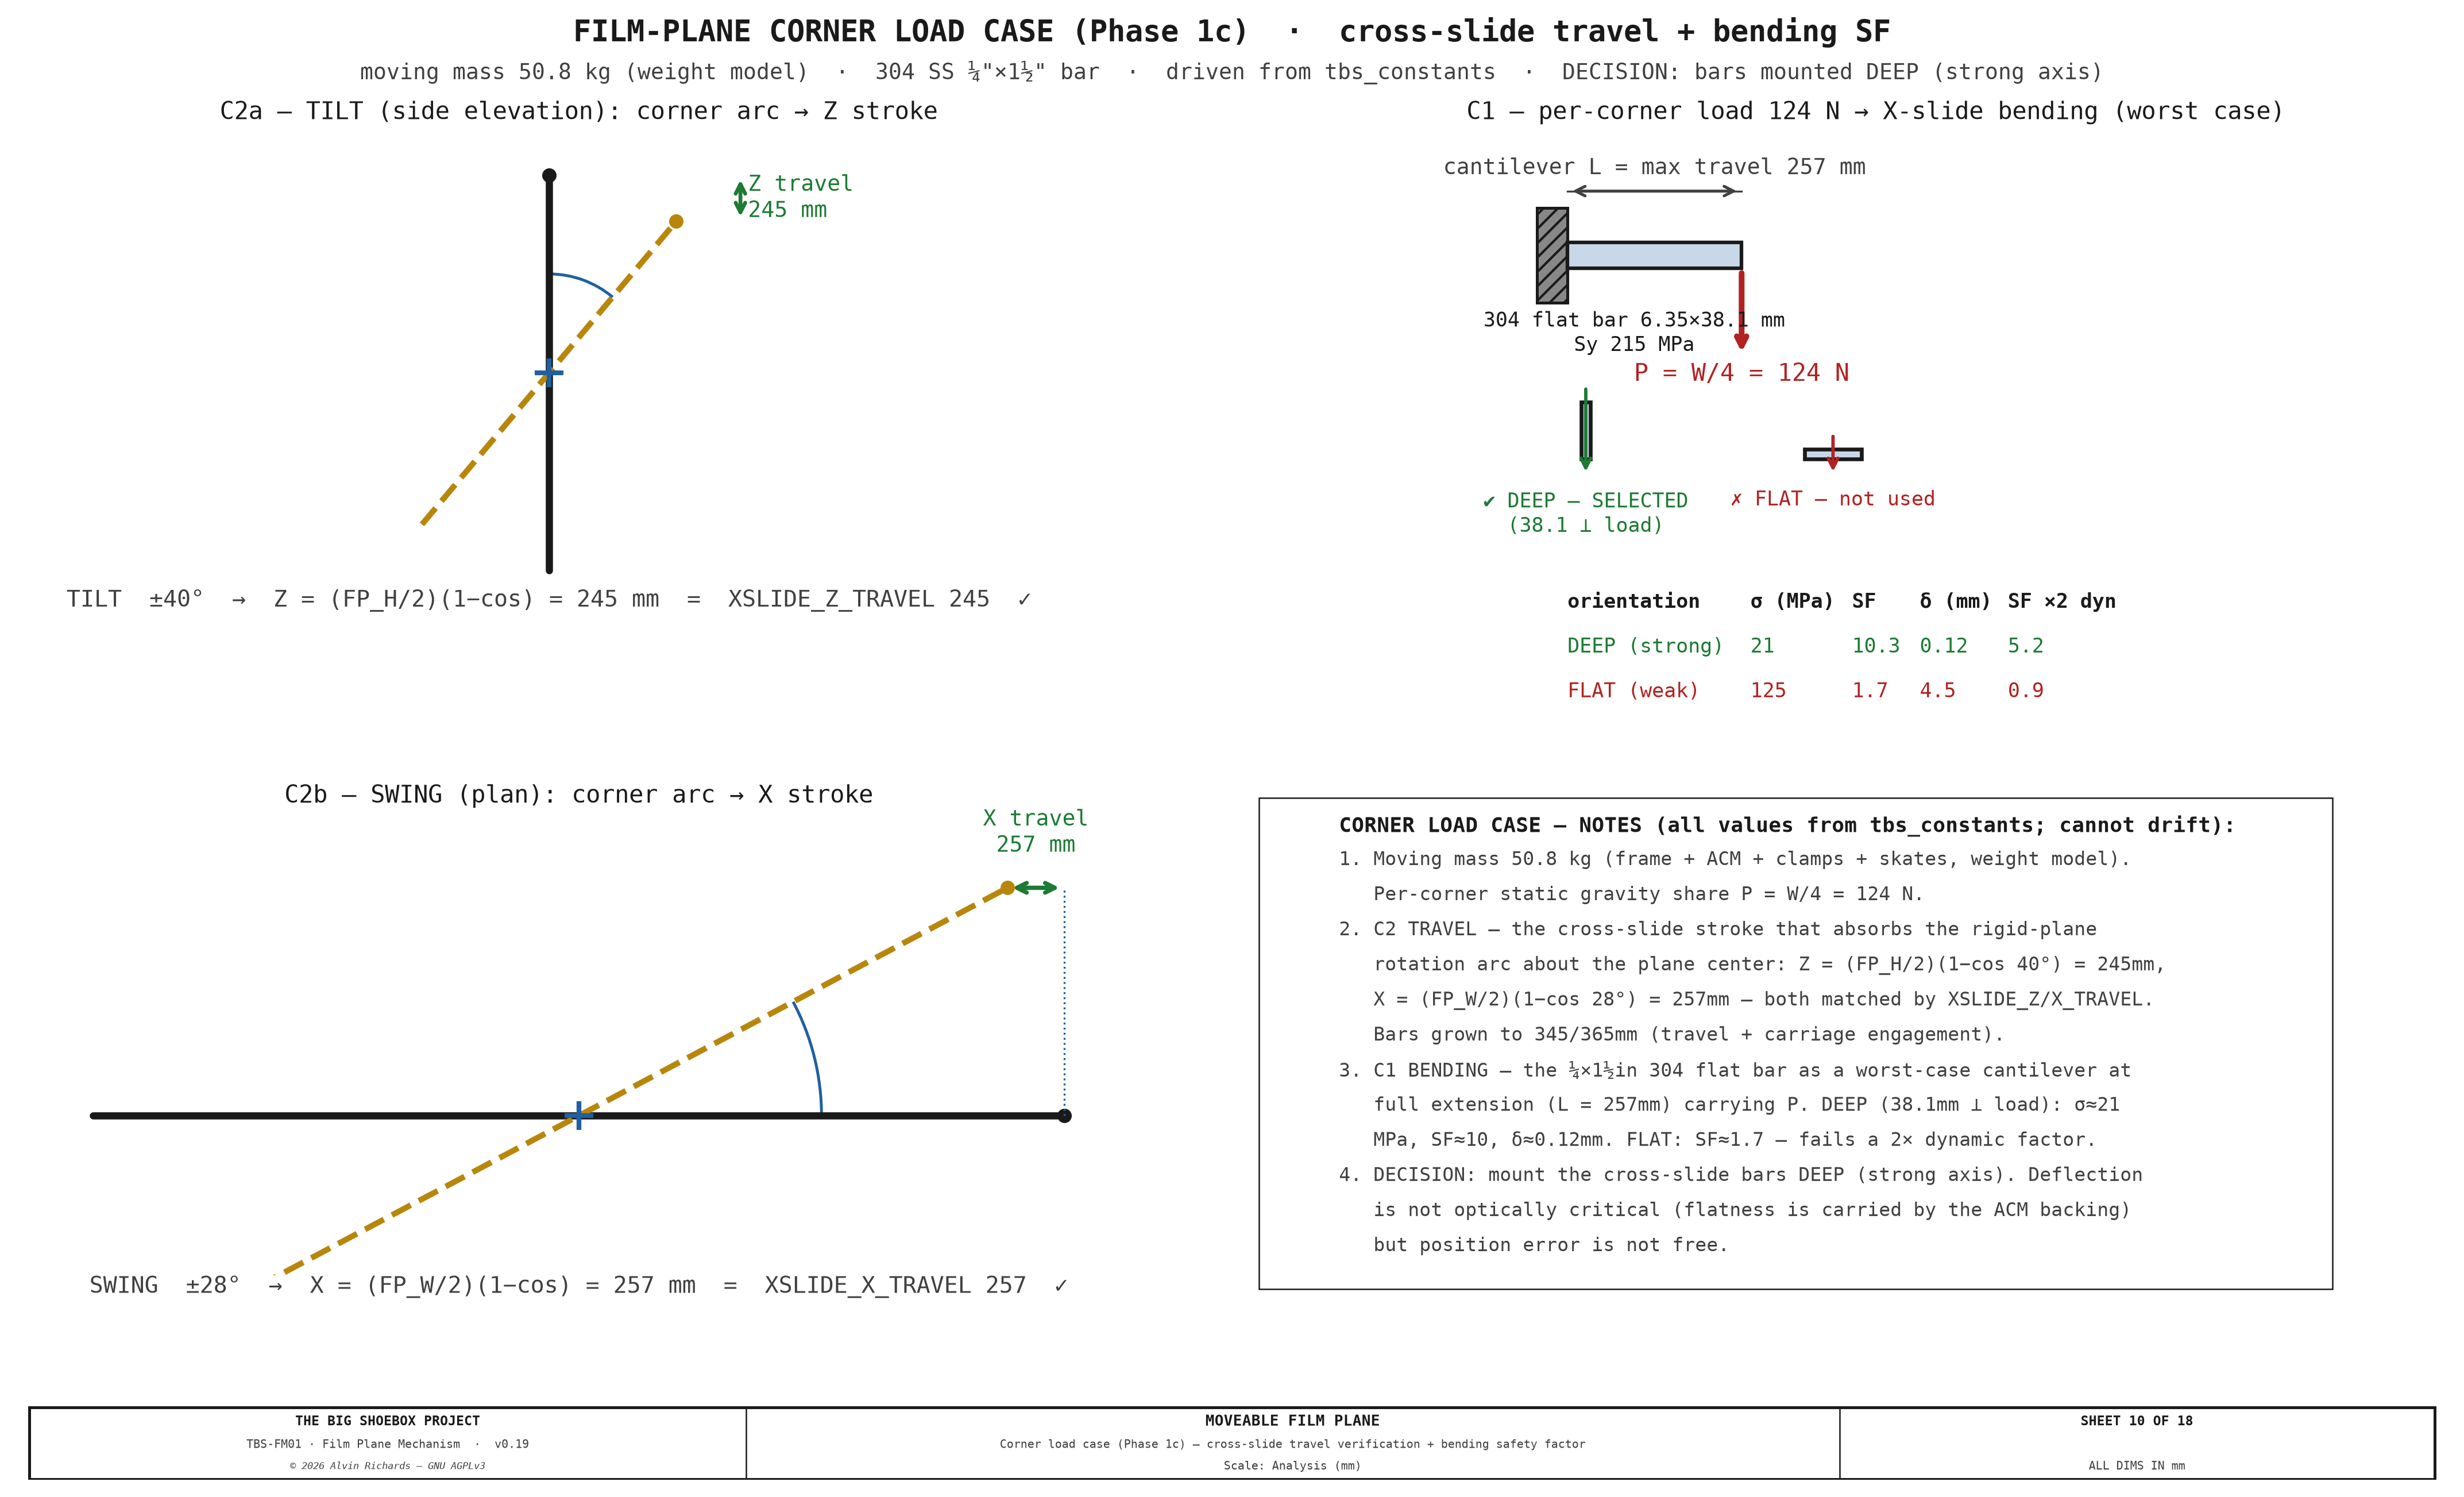 FILM-PLANE CORNER LOAD CASE (Phase 1c)  ·  cross-slide travel + bending SF
moving mass 50.8 kg (weight model)  ·  304 SS ¼"×1½" bar  ·  driven from tbs_constants  ·  DECISION: bars mounted DEEP (strong axis)
C2a — TILT (side elevation): corner arc → Z stroke
Z travel
245 mm
TILT  ±40°  →  Z = (FP_H/2)(1−cos) = 245 mm  =  XSLIDE_Z_TRAVEL 245  ✓
C1 — per-corner load 124 N → X-slide bending (worst case)
cantilever L = max travel 257 mm
304 flat bar 6.35×38.1 mm
Sy 215 MPa
P = W/4 = 124 N
✔ DEEP — SELECTED
(38.1 ⊥ load)
✗ FLAT — not used
orientation  σ (MPa)  SF  δ (mm)  SF ×2 dyn
DEEP (strong)  21  10.3  0.12  5.2
FLAT (weak)  125  1.7  4.5  0.9
C2b — SWING (plan): corner arc → X stroke
X travel
257 mm
SWING  ±28°  →  X = (FP_W/2)(1−cos) = 257 mm  =  XSLIDE_X_TRAVEL 257  ✓
CORNER LOAD CASE — NOTES (all values from tbs_constants; cannot drift):
1. Moving mass 50.8 kg (frame + ACM + clamps + skates, weight model).
Per-corner static gravity share P = W/4 = 124 N.
2. C2 TRAVEL — the cross-slide stroke that absorbs the rigid-plane
rotation arc about the plane center: Z = (FP_H/2)(1−cos 40°) = 245mm,
X = (FP_W/2)(1−cos 28°) = 257mm — both matched by XSLIDE_Z/X_TRAVEL.
Bars grown to 345/365mm (travel + carriage engagement).
3. C1 BENDING — the ¼×1½in 304 flat bar as a worst-case cantilever at
full extension (L = 257mm) carrying P. DEEP (38.1mm ⊥ load): σ≈21
MPa, SF≈10, δ≈0.12mm. FLAT: SF≈1.7 — fails a 2× dynamic factor.
4. DECISION: mount the cross-slide bars DEEP (strong axis). Deflection
is not optically critical (flatness is carried by the ACM backing)
but position error is not free.
THE BIG SHOEBOX PROJECT
TBS-FM01 · Film Plane Mechanism  ·  v0.19
© 2026 Alvin Richards — GNU AGPLv3
MOVEABLE FILM PLANE
Corner load case (Phase 1c) — cross-slide travel verification + bending safety factor
Scale: Analysis (mm)
SHEET 10 OF 18
ALL DIMS IN mm